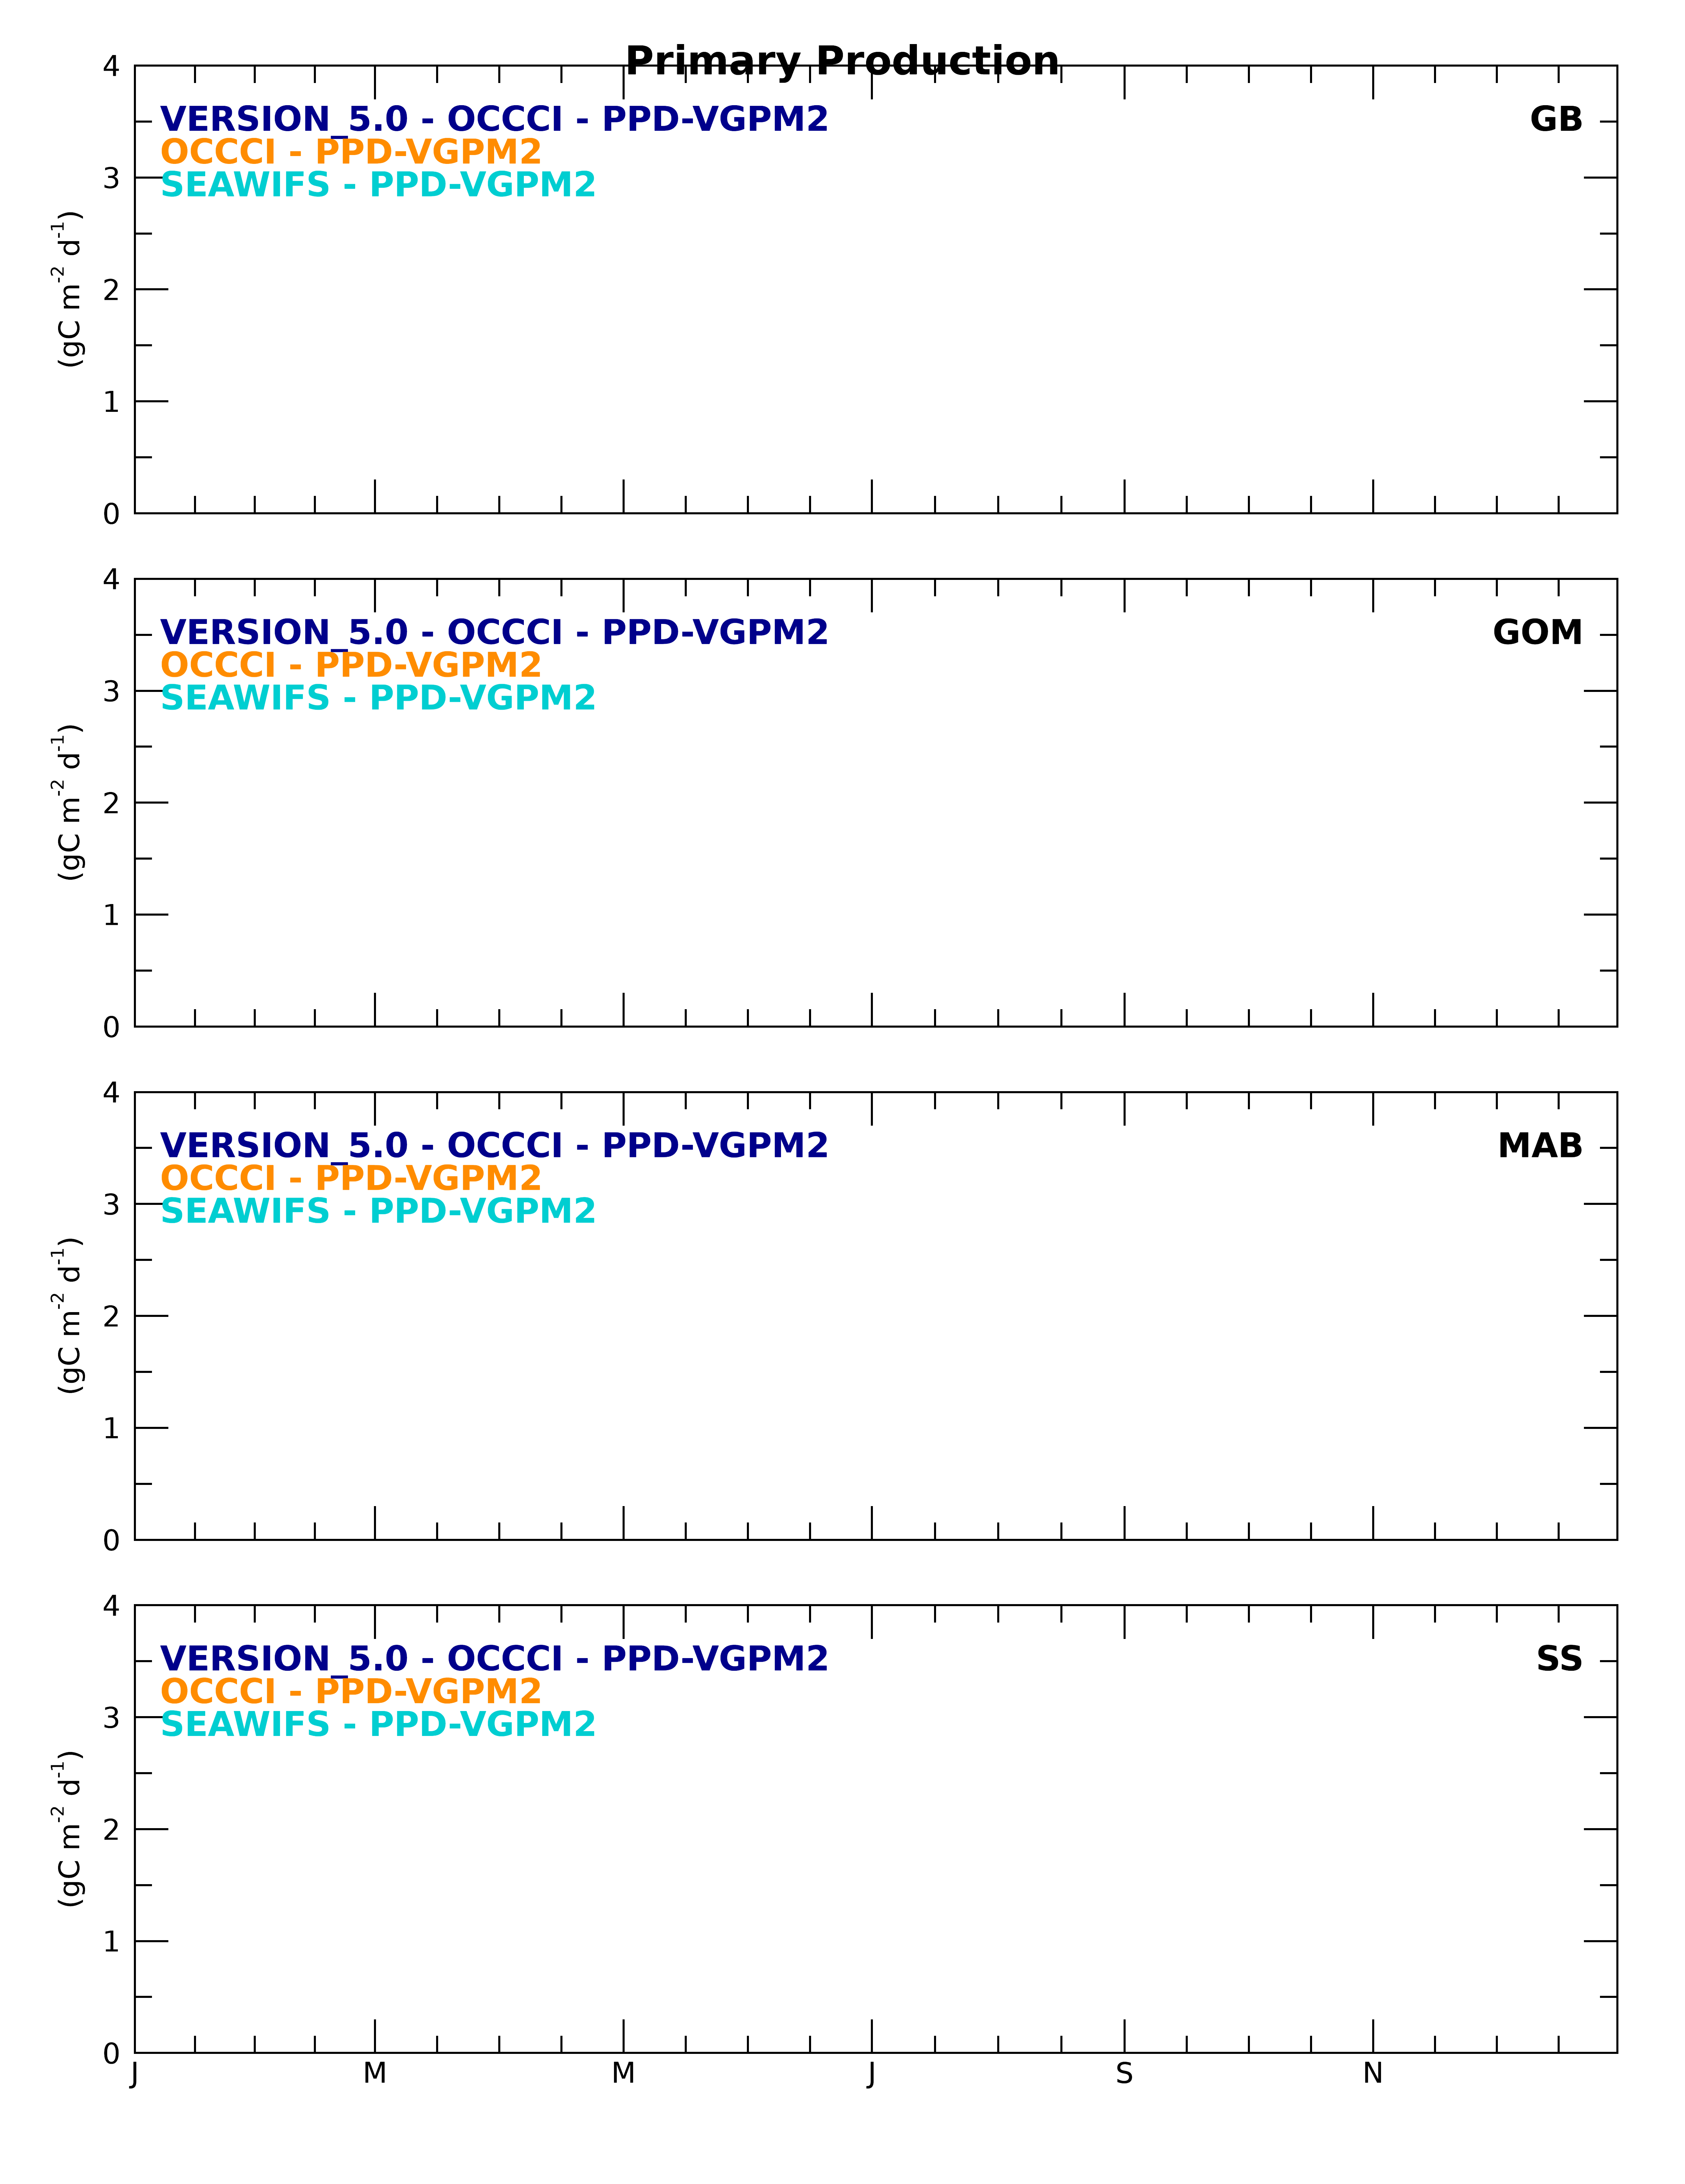 Primary Production
4
VERSION_5.0 - OCCCI - PPD-VGPM2
GB
OCCCI - PPD-VGPM2
3
SEAWIFS - PPD-VGPM2
(gC m-2 d-1)
2
1
0
4
VERSION_5.0 - OCCCI - PPD-VGPM2
GOM
OCCCI - PPD-VGPM2
3
SEAWIFS - PPD-VGPM2
(gC m-2 d-1)
2
1
0
4
VERSION_5.0 - OCCCI - PPD-VGPM2
MAB
OCCCI - PPD-VGPM2
3
SEAWIFS - PPD-VGPM2
(gC m-2 d-1)
2
1
0
4
VERSION_5.0 - OCCCI - PPD-VGPM2
SS
OCCCI - PPD-VGPM2
3
SEAWIFS - PPD-VGPM2
(gC m-2 d-1)
2
1
0
J M M J S N